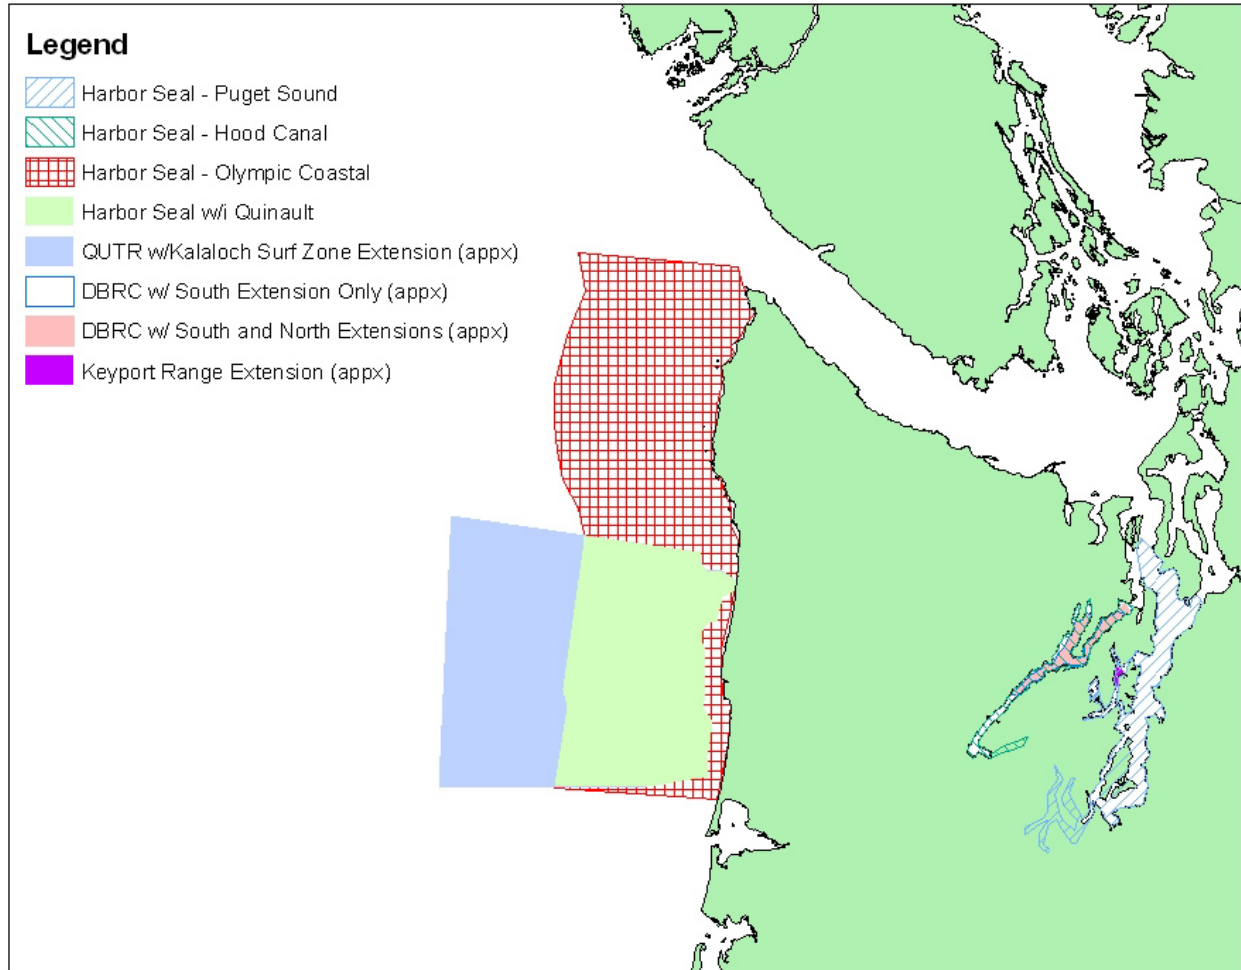 Legend
Harbor Seal - Puget Sound
Harbor Seal - Hood Canal
Harbor Seal - Olympic Coastal
Harbor Seal w/i Quinault
QUTR w/Kalaloch Surf Zone Extension (appx)
DBRC w/ South Extension Only (appx)
DBRC w/ South and North Extensions (appx)
Keyport Range Extension (appx)